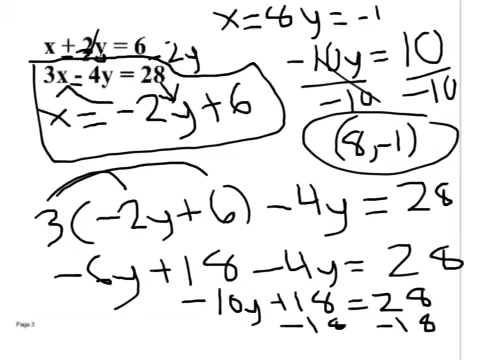 x = 8 y = -1
x + 2y = 6 - 2y
3x - 4y = 28
x = -2y + 6
-10y = 10
-10 -10
(8, -1)
3(-2y + 6) - 4y = 28
-6y + 18 - 4y = 28
-10y + 18 = 28
-18 -18
Page 3